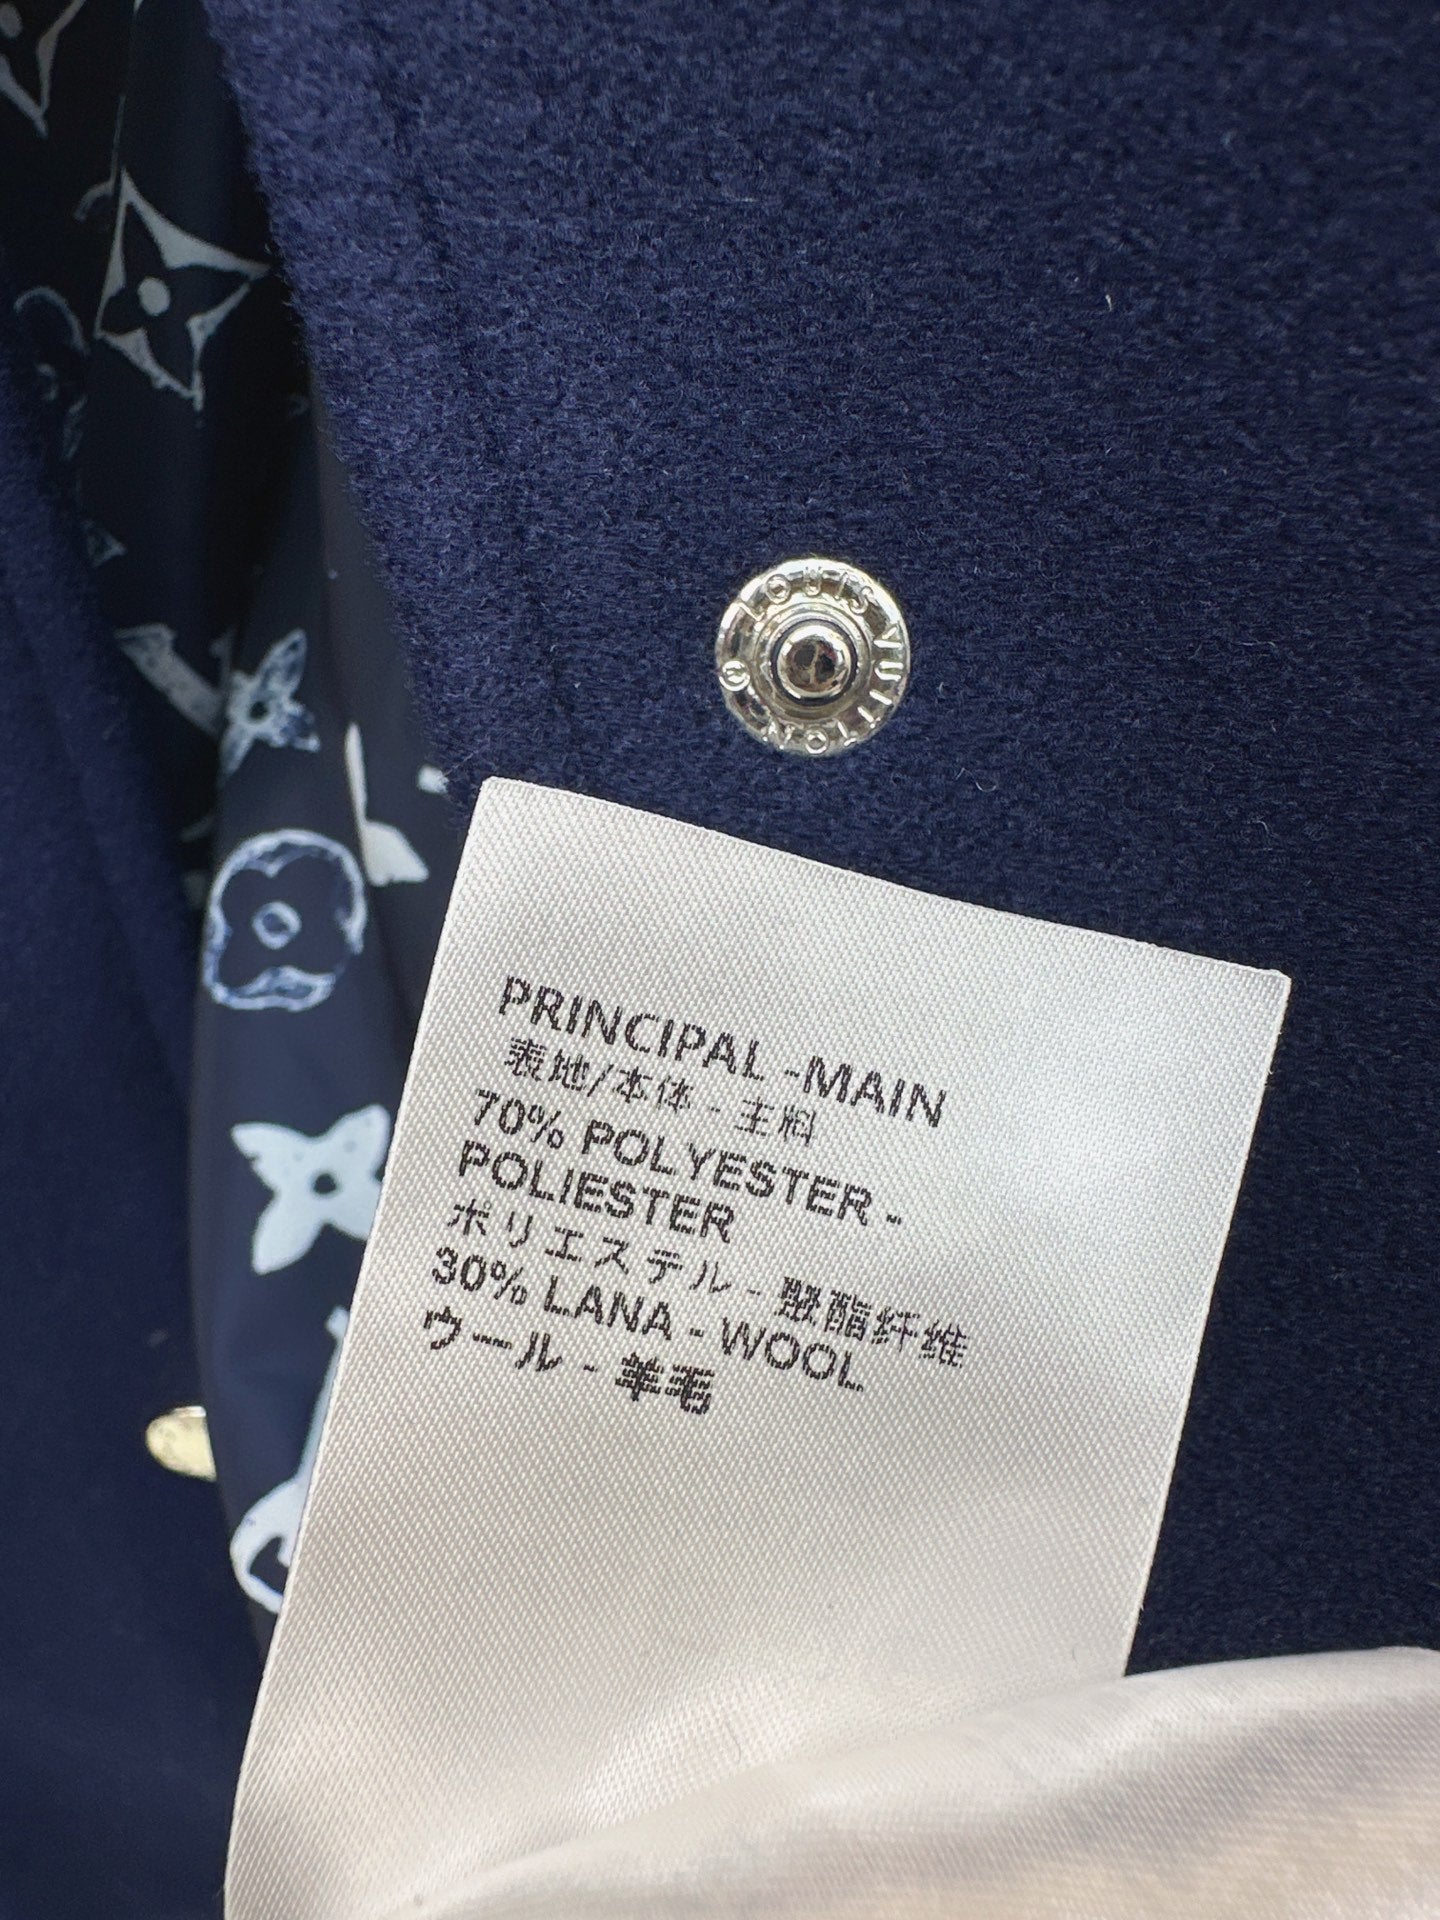 LOUIS VUITTON
PRINCIPAL -MAIN
表地/本体 - 主料
70% POLYESTER -
POLIESTER
ポリエステル - 聚酯纤维
30% LANA - WOOL
ウール - 羊毛